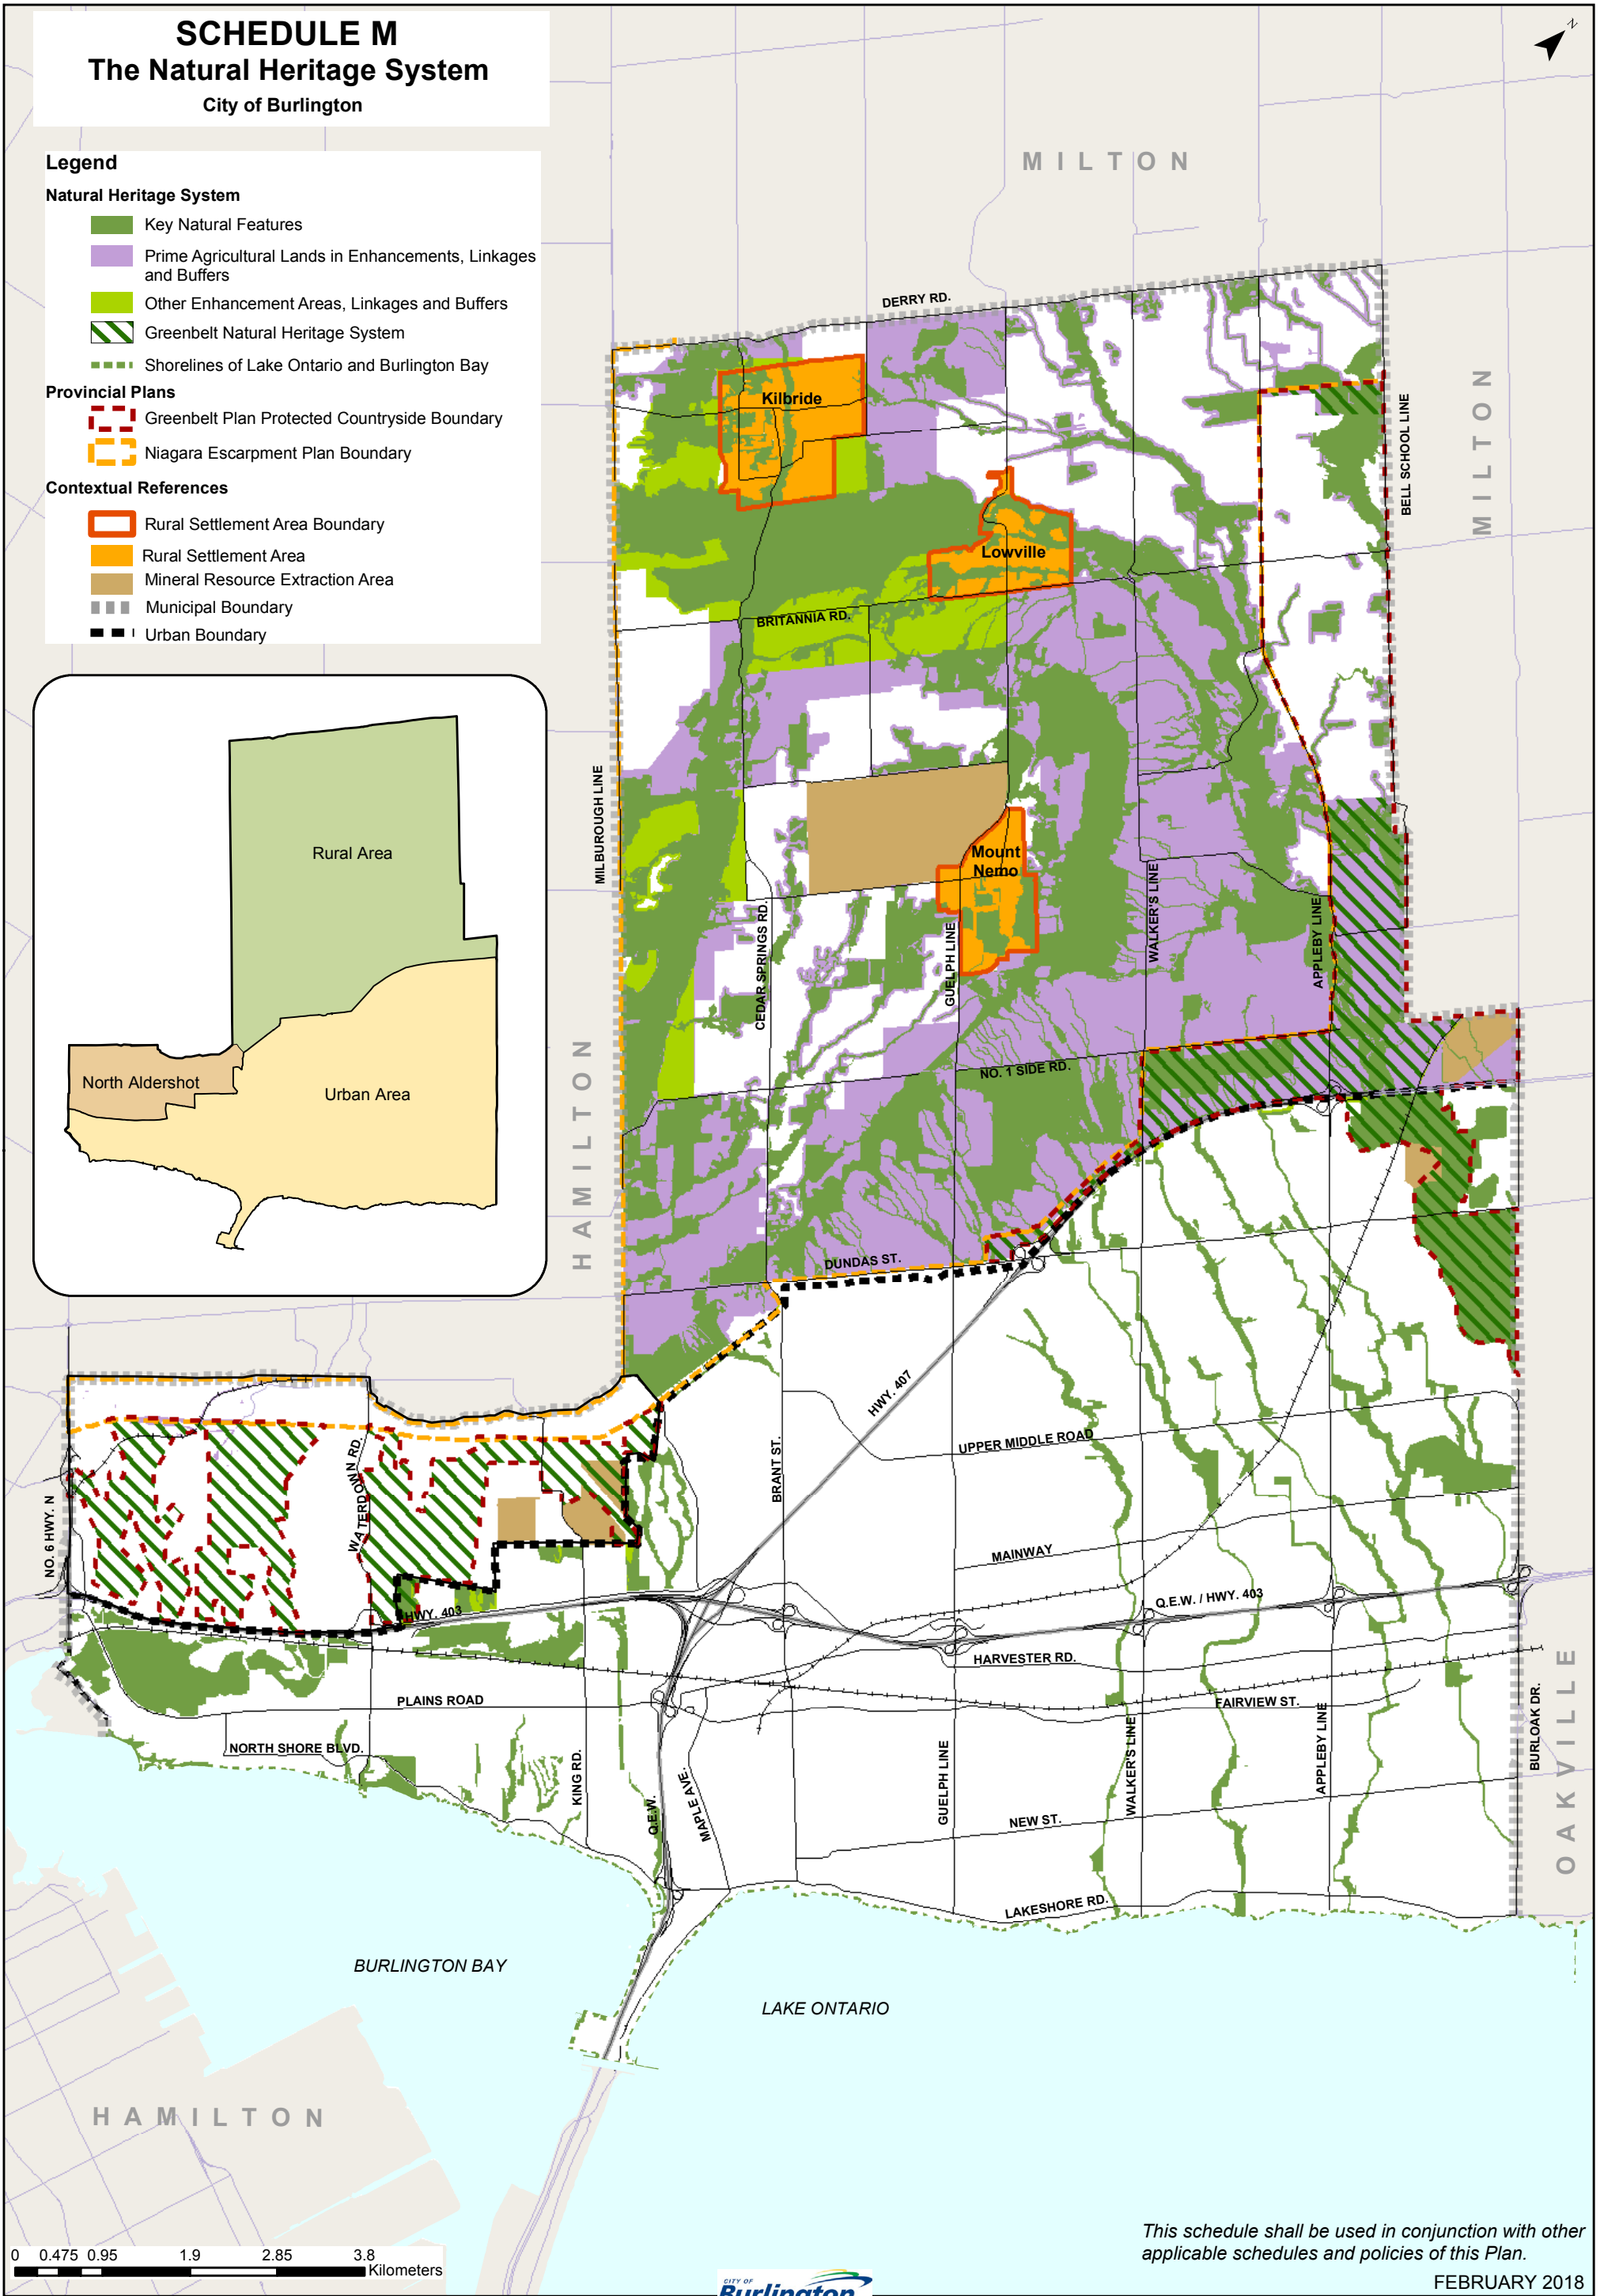 SCHEDULE M
The Natural Heritage System
City of Burlington
N
Legend
Natural Heritage System
Key Natural Features
Prime Agricultural Lands in Enhancements, Linkages
and Buffers
Other Enhancement Areas, Linkages and Buffers
Greenbelt Natural Heritage System
Shorelines of Lake Ontario and Burlington Bay
Provincial Plans
Greenbelt Plan Protected Countryside Boundary
Niagara Escarpment Plan Boundary
Contextual References
Rural Settlement Area Boundary
Rural Settlement Area
Mineral Resource Extraction Area
Municipal Boundary
Urban Boundary
Rural Area
North Aldershot
Urban Area
MILTON
DERRY RD.
Kilbride
BELL SCHOOL LINE
MILTON
Lowville
BRITANNIA RD.
MILBOROUGH LINE
Mount
Nemo
CEDAR SPRINGS RD.
GUELPH LINE
WALKER'S LINE
APPLEBY LINE
HAMILTON
NO. 1 SIDE RD.
DUNDAS ST.
HWY. 407
UPPER MIDDLE ROAD
BRANT ST.
WATERDOWN RD.
NO. 6 HWY. N
MAINWAY
Q.E.W. / HWY. 403
HWY. 403
HARVESTER RD.
PLAINS ROAD
FAIRVIEW ST.
NORTH SHORE BLVD.
KING RD.
Q.E.W.
MAPLE AVE.
GUELPH LINE
WALKER'S LINE
APPLEBY LINE
BURLOAK DR.
OAKVILLE
NEW ST.
LAKESHORE RD.
BURLINGTON BAY
LAKE ONTARIO
HAMILTON
0 0.475 0.95 1.9 2.85 3.8
Kilometers
CITY OF
Burlington
This schedule shall be used in conjunction with other
applicable schedules and policies of this Plan.
FEBRUARY 2018